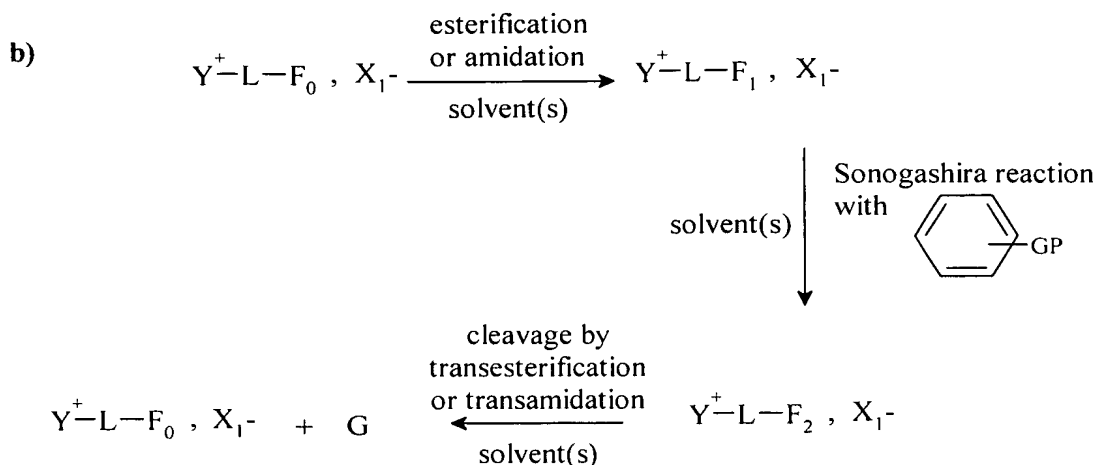 b)
esterification
or amidation
Y+—L—F0 , X1-
solvent(s)
Y+—L—F1 , X1-
Sonogashira reaction
with
solvent(s)
GP
cleavage by
transesterification
or transamidation
Y+—L—F0 , X1- + G
solvent(s)
Y+—L—F2 , X1-